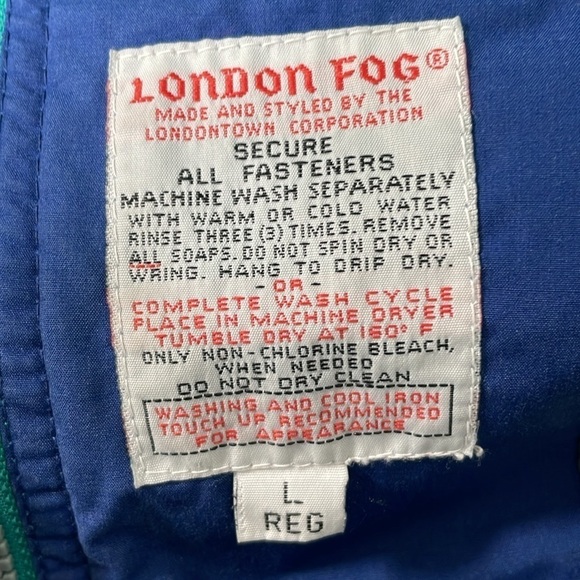 LONDON FOG®
MADE AND STYLED BY THE
LONDONTOWN CORPORATION
SECURE
ALL FASTENERS
MACHINE WASH SEPARATELY
WITH WARM OR COLD WATER
RINSE THREE (3) TIMES. REMOVE
ALL SOAPS. DO NOT SPIN DRY OR
WRING. HANG TO DRIP DRY.
- OR -
COMPLETE WASH CYCLE
PLACE IN MACHINE DRYER
TUMBLE DRY AT 160° F
ONLY NON-CHLORINE BLEACH,
WHEN NEEDED
DO NOT DRY CLEAN
WASHING AND COOL IRON
TOUCH UP RECOMMENDED
FOR APPEARANCE
L
REG